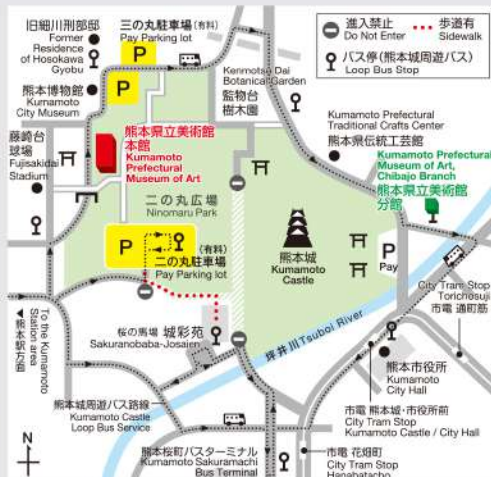 旧細川刑部邸
Former
Residence
of Hosokawa
Gyobu
三の丸駐車場(有料)
Pay Parking lot
P
P
進入禁止
Do Not Enter
歩道有
Sidewalk
バス停(熊本城周遊バス)
Loop Bus Stop
熊本博物館
Kumamoto
City Museum
Kenmotsu Dai
Botanical Garden
監物台
樹木園
Kumamoto Prefectural
Traditional Crafts Center
熊本県伝統工芸館
藤崎台
球場
Fujisakidai
Stadium
熊本県立美術館
本館
Kumamoto
Prefectural
Museum of Art
Kumamoto Prefectural
Museum of Art,
Chibajo Branch
熊本県立美術館
分館
二の丸広場
Ninomaru Park
P
(有料)
二の丸駐車場
Pay Parking lot
熊本城
Kumamoto
Castle
P
Pay
City Tram Stop
Torichosuji
市電 通町筋
To the Kumamoto
Station area
▲熊本駅方面
桜の馬場 城彩苑
Sakuranobaba-Josaien
坪井川Tsuboi River
熊本市役所
Kumamoto
City Hall
熊本城周遊バス路線
Kumamoto Castle
Loop Bus Service
市電 熊本城・市役所前
City Tram Stop
Kumamoto Castle / City Hall
N
熊本桜町バスターミナル
Kumamoto Sakuramachi
Bus Terminal
市電 花畑町
City Tram Stop
Hanabatacho